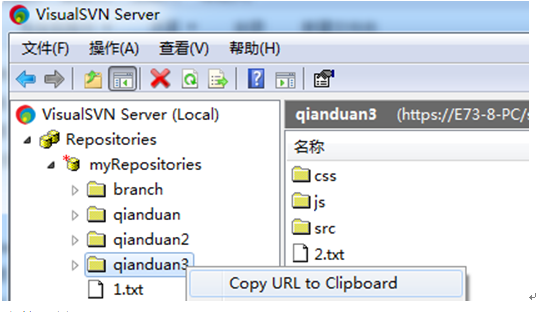 VisualSVN Server
文件(F) 操作(A) 查看(V) 帮助(H)
VisualSVN Server (Local)
Repositories
myRepositories
branch
qianduan
qianduan2
qianduan3
1.txt
qianduan3 (https://E73-8-PC/
名称
css
js
src
2.txt
Copy URL to Clipboard